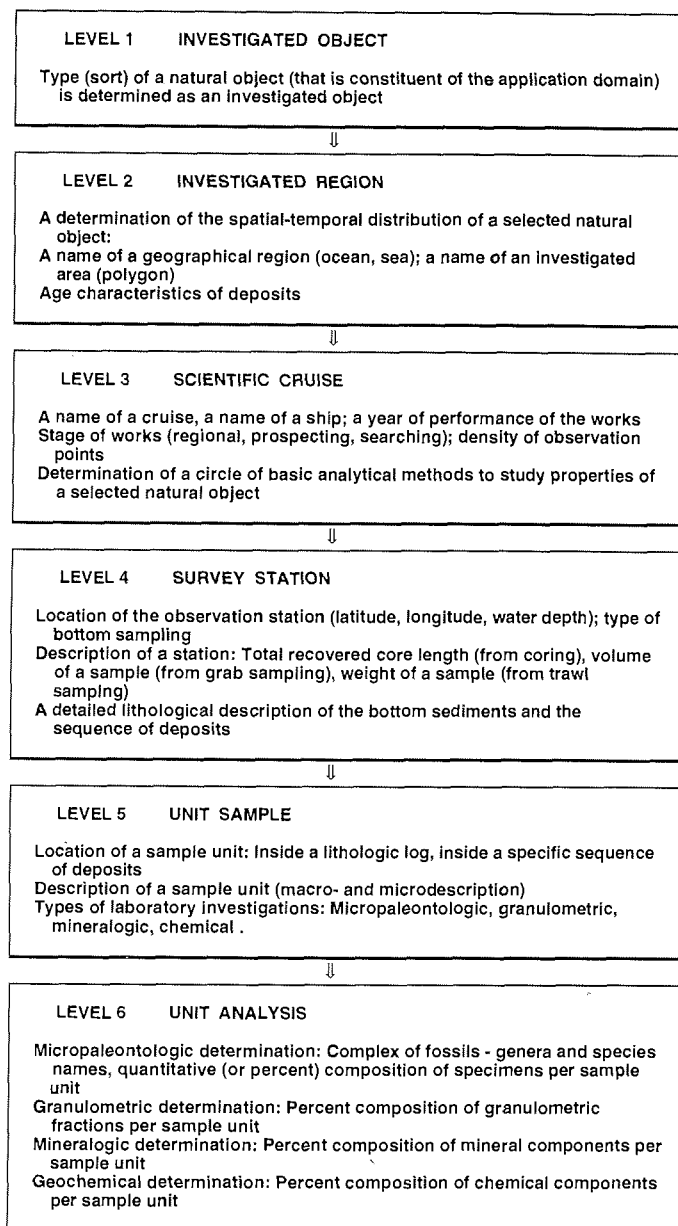 LEVEL 1 INVESTIGATED OBJECT
Type (sort) of a natural object (that is constituent of the application domain)
is determined as an investigated object
⇓
LEVEL 2 INVESTIGATED REGION
A determination of the spatial-temporal distribution of a selected natural
object:
A name of a geographical region (ocean, sea); a name of an investigated
area (polygon)
Age characteristics of deposits
⇓
LEVEL 3 SCIENTIFIC CRUISE
A name of a cruise, a name of a ship; a year of performance of the works
Stage of works (regional, prospecting, searching); density of observation
points
Determination of a circle of basic analytical methods to study properties of
a selected natural object
⇓
LEVEL 4 SURVEY STATION
Location of the observation station (latitude, longitude, water depth); type of
bottom sampling
Description of a station: Total recovered core length (from coring), volume
of a sample (from grab sampling), weight of a sample (from trawl
samplng)
A detailed lithological description of the bottom sediments and the
sequence of deposits
⇓
LEVEL 5 UNIT SAMPLE
Location of a sample unit: Inside a lithologic log, inside a specific sequence
of deposits
Description of a sample unit (macro- and microdescription)
Types of laboratory investigations: Micropaleontologic, granulometric,
mineralogic, chemical .
⇓
LEVEL 6 UNIT ANALYSIS
Micropaleontologic determination: Complex of fossils - genera and species
names, quantitative (or percent) composition of specimens per sample
unit
Granulometric determination: Percent composition of granulometric
fractions per sample unit
Mineralogic determination: Percent composition of mineral components per
sample unit
Geochemical determination: Percent composition of chemical components
per sample unit